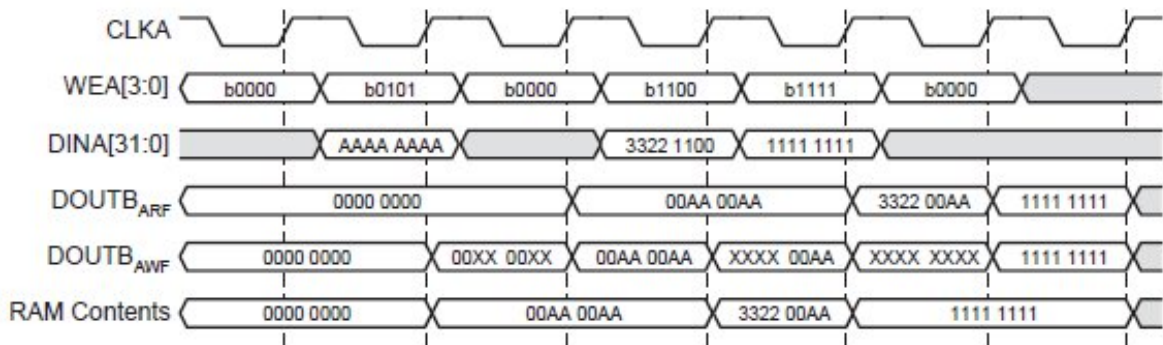 CLKA
WEA[3:0] b0000 b0101 b0000 b1100 b1111 b0000
DINA[31:0] AAAA AAAA 3322 1100 1111 1111
DOUTB_ARF 0000 0000 00AA 00AA 3322 00AA 1111 1111
DOUTB_AWF 0000 0000 00XX 00XX 00AA 00AA XXXX 00AA XXXX XXXX 1111 1111
RAM Contents 0000 0000 00AA 00AA 3322 00AA 1111 1111